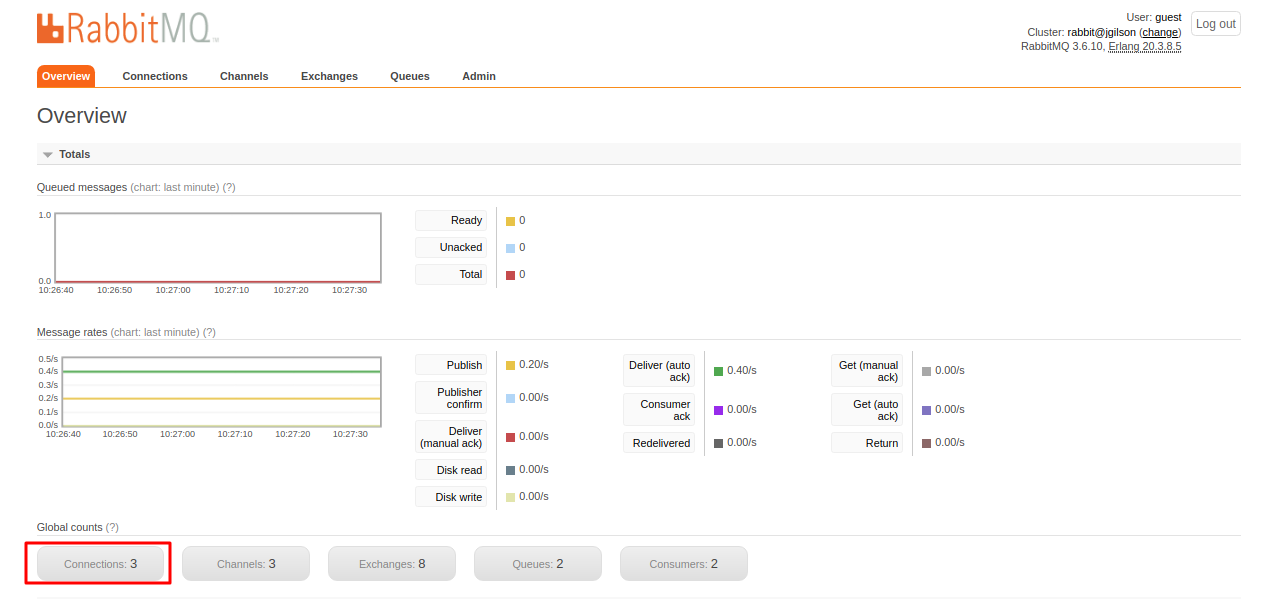 RabbitMQ
User: guest
Log out
Cluster: rabbit@jgilson (change)
RabbitMQ 3.6.10, Erlang 20.3.8.5
Overview Connections Channels Exchanges Queues Admin
Overview
Totals
Queued messages (chart: last minute) (?)
1.0
0.0
10:26:40 10:26:50 10:27:00 10:27:10 10:27:20 10:27:30
Ready 0
Unacked 0
Total 0
Message rates (chart: last minute) (?)
0.5/s
0.4/s
0.3/s
0.2/s
0.1/s
0.0/s
10:26:40 10:26:50 10:27:00 10:27:10 10:27:20 10:27:30
Publish 0.20/s
Publisher
confirm 0.00/s
Deliver
(manual ack) 0.00/s
Disk read 0.00/s
Disk write 0.00/s
Deliver (auto
ack) 0.40/s
Consumer
ack 0.00/s
Redelivered 0.00/s
Get (manual
ack) 0.00/s
Get (auto
ack) 0.00/s
Return 0.00/s
Global counts (?)
Connections: 3 Channels: 3 Exchanges: 8 Queues: 2 Consumers: 2